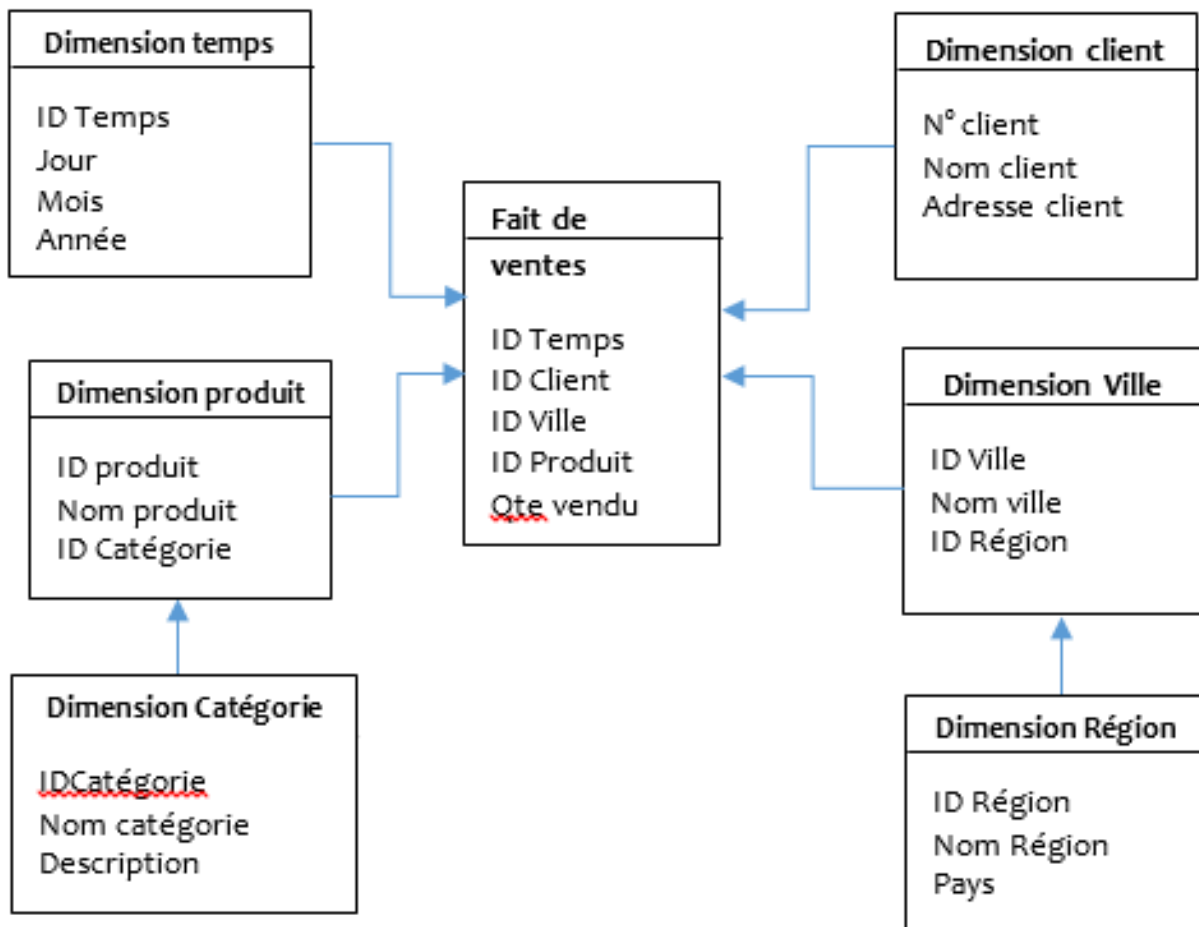 Dimension temps
ID Temps
Jour
Mois
Année
Dimension client
N° client
Nom client
Adresse client
Fait de
ventes
ID Temps
ID Client
ID Ville
ID Produit
Qte vendu
Dimension produit
ID produit
Nom produit
ID Catégorie
Dimension Ville
ID Ville
Nom ville
ID Région
Dimension Catégorie
IDCatégorie
Nom catégorie
Description
Dimension Région
ID Région
Nom Région
Pays